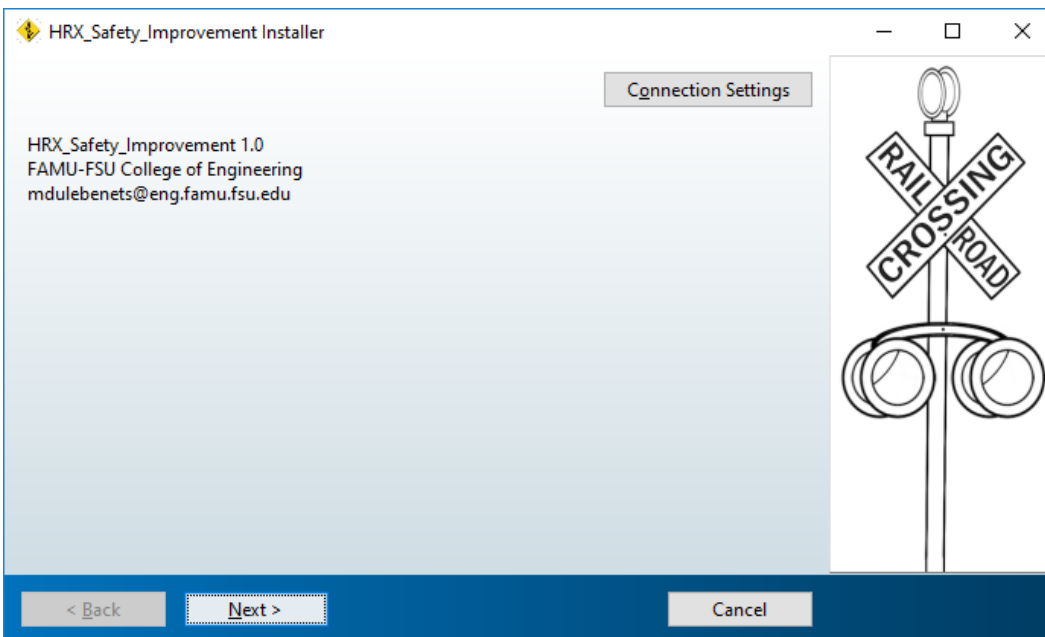 HRX_Safety_Improvement Installer
Connection Settings
HRX_Safety_Improvement 1.0
FAMU-FSU College of Engineering
mdulebenets@eng.famu.fsu.edu
RAIL ROAD
CROSSING
< Back
Next >
Cancel